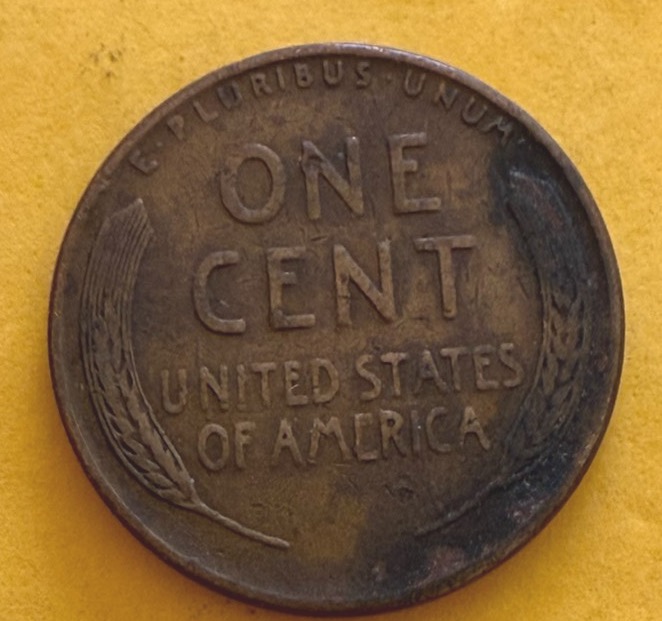 E·PLURIBUS·UNUM
ONE
CENT
UNITED STATES
OF AMERICA